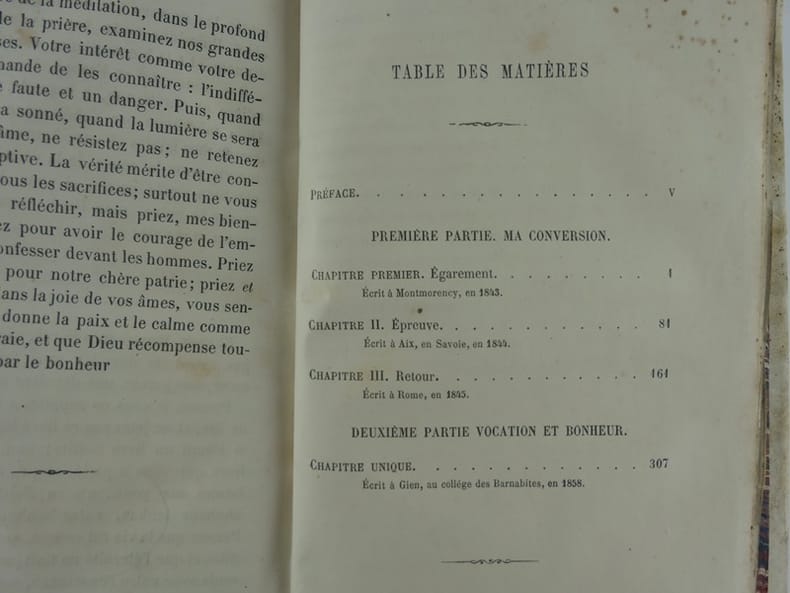 de la méditation, dans le profond
de la prière, examinez nos grandes
Votre intérêt comme votre de-
mande de les connaître : l'indiffé-
faute et un danger. Puis, quand
a sonné, quand la lumière se sera
âme, ne résistez pas ; ne retenez
ptive. La vérité mérite d'être con-
ous les sacrifices ; surtout ne vous
réfléchir, mais priez, mes bien-
ez pour avoir le courage de l'em-
onfesser devant les hommes. Priez
pour notre chère patrie ; priez et
ans la joie de vos âmes, vous sen-
donne la paix et le calme comme
raie, et que Dieu récompense tou-
par le bonheur
TABLE DES MATIÈRES
PRÉFACE. . . . . . . . . . . . . . . . . V
PREMIÈRE PARTIE. MA CONVERSION.
CHAPITRE PREMIER. Égarement. . . . . . . . . 1
Écrit à Montmorency, en 1843.
CHAPITRE II. Épreuve. . . . . . . . . . . . 81
Écrit à Aix, en Savoie, en 1844.
CHAPITRE III. Retour. . . . . . . . . . . . 161
Écrit à Rome, en 1845.
DEUXIÈME PARTIE VOCATION ET BONHEUR.
CHAPITRE UNIQUE. . . . . . . . . . . . . 307
Écrit à Gien, au collége des Barnabites, en 1858.